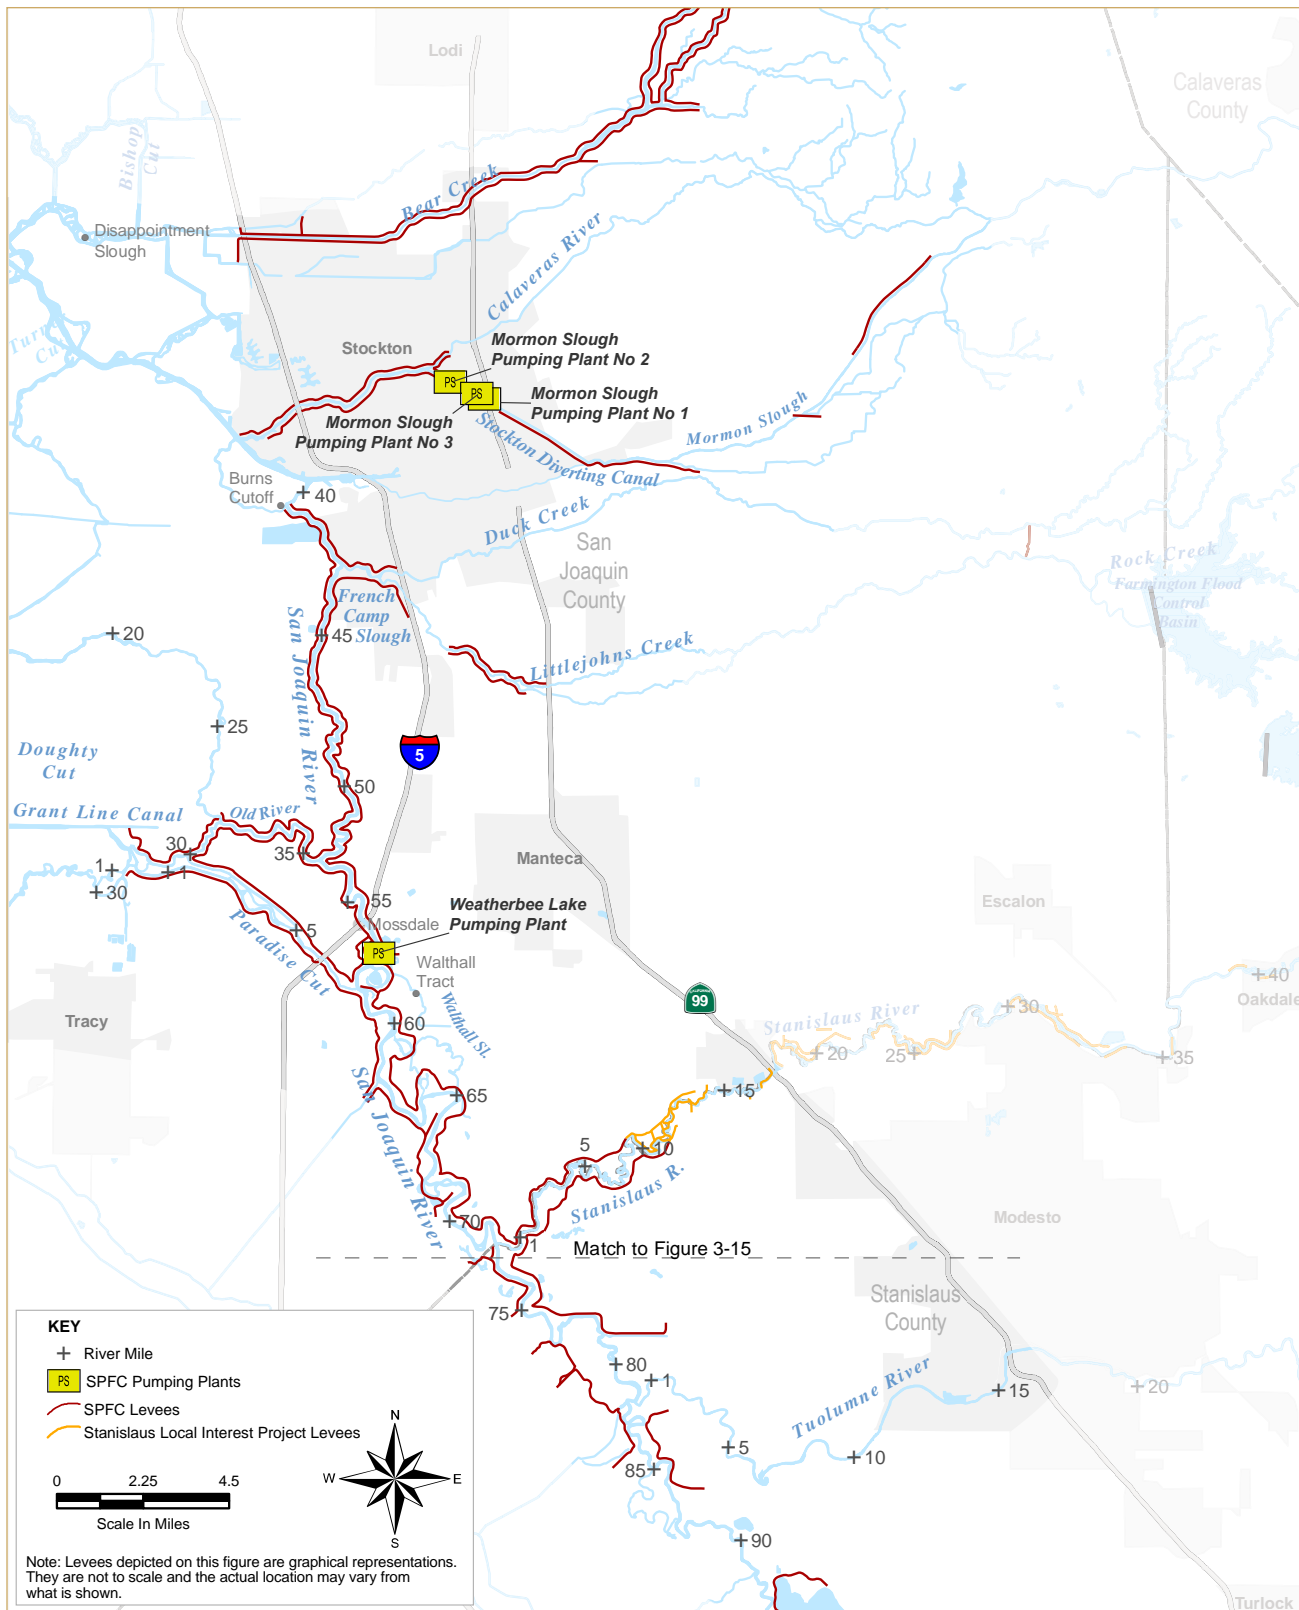 Lodi
Calaveras
County
Bishop
Cut
Bear Creek
Disappointment
Slough
Calaveras River
Turner
Cut
Stockton
Mormon Slough
Pumping Plant No 2
PS
PS
Mormon Slough
Pumping Plant No 1
Mormon Slough
Pumping Plant No 3
Mormon Slough
Stockton Diverting Canal
Burns
Cutoff
40
Duck Creek
San
Joaquin
County
Rock Creek
Farmington Flood
Control
Basin
French
Camp
Slough
San Joaquin River
20
45
Littlejohns Creek
25
5
Doughty
Cut
50
Grant Line Canal
Old River
30
35
1
1
30
Manteca
Escalon
55
Weatherbee Lake
Pumping Plant
Mossdale
PS
5
Paradise Cut
Walthall
Tract
Walthall Sl.
40
Oakdale
Tracy
99
CALIFORNIA
60
Stanislaus River
30
20
25
35
65
15
San Joaquin River
5
10
Stanislaus R.
70
1
Modesto
Match to Figure 3-15
75
Stanislaus
County
80
1
Tuolumne River
15
20
5
10
85
90
Turlock
KEY
River Mile
PS
SPFC Pumping Plants
SPFC Levees
Stanislaus Local Interest Project Levees
N
W
E
S
0 2.25 4.5
Scale In Miles
Note: Levees depicted on this figure are graphical representations.
They are not to scale and the actual location may vary from
what is shown.